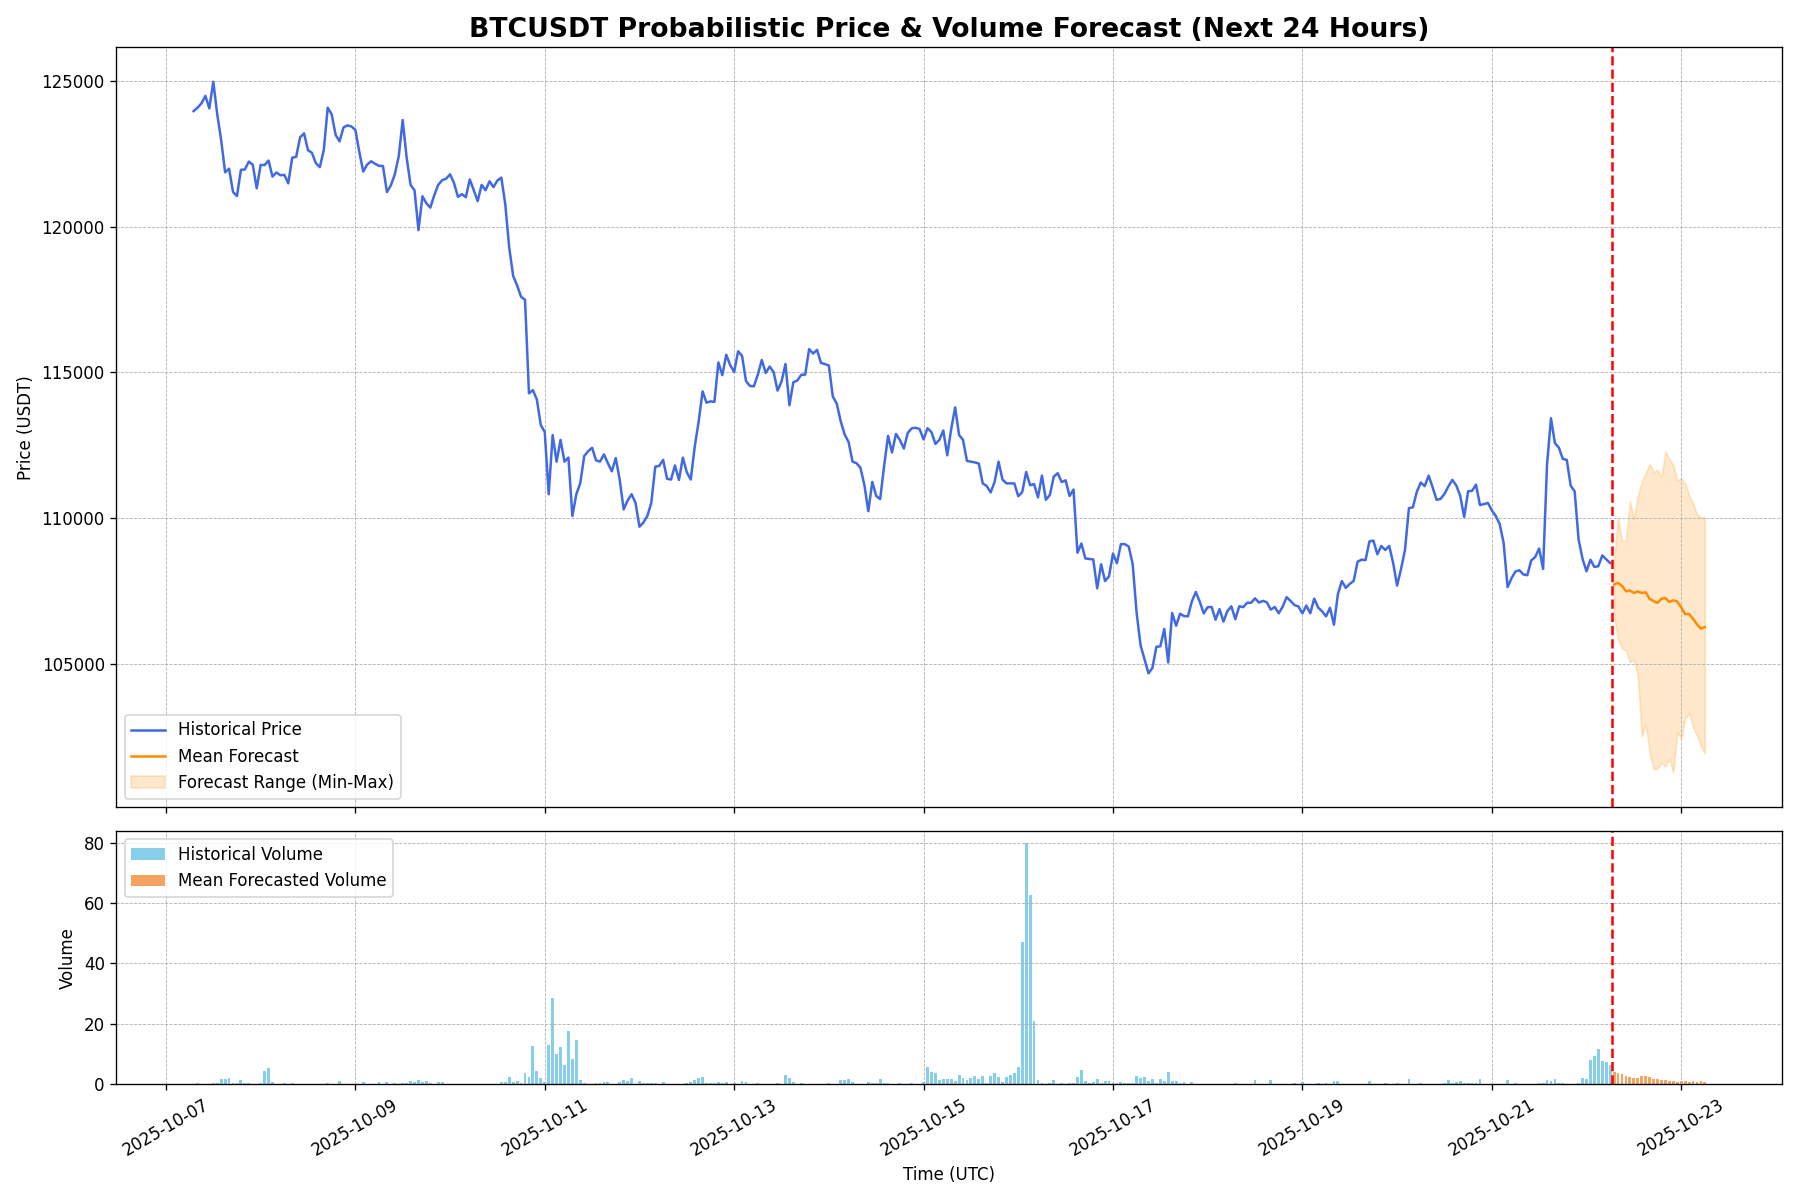 BTCUSDT Probabilistic Price & Volume Forecast (Next 24 Hours)
125000
120000
115000
110000
105000
Price (USDT)
Historical Price
Mean Forecast
Forecast Range (Min-Max)
80
60
40
20
0
Volume
Historical Volume
Mean Forecasted Volume
2025-10-07
2025-10-09
2025-10-11
2025-10-13
2025-10-15
2025-10-17
2025-10-19
2025-10-21
2025-10-23
Time (UTC)